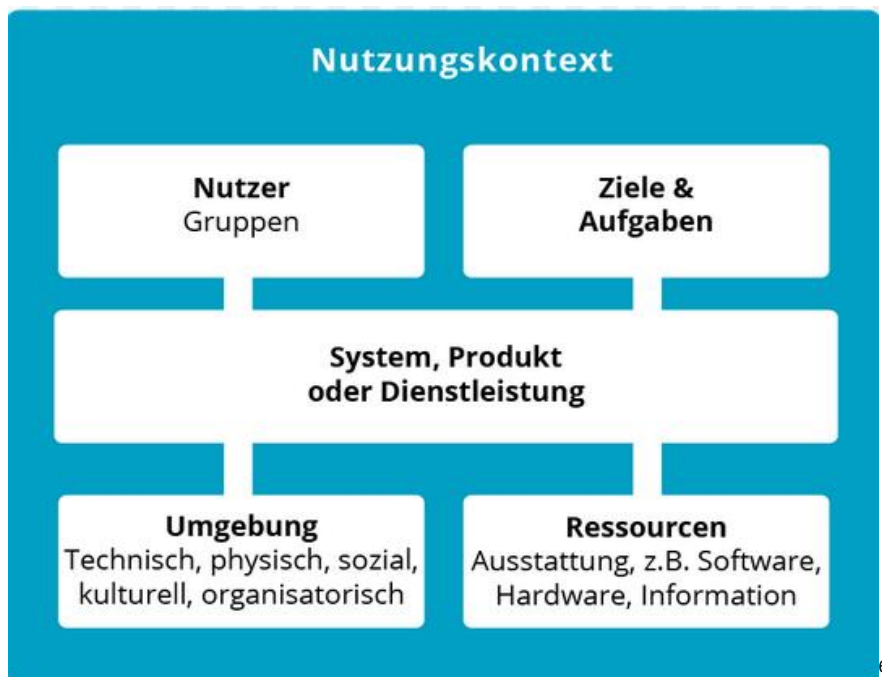 Nutzungskontext
Nutzer
Gruppen
Ziele &
Aufgaben
System, Produkt
oder Dienstleistung
Umgebung
Technisch, physisch, sozial,
kulturell, organisatorisch
Ressourcen
Ausstattung, z.B. Software,
Hardware, Information